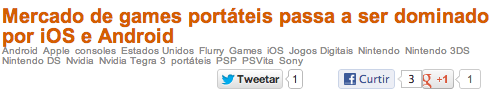 Mercado de games portáteis passa a ser dominado
por iOS e Android
Android Apple consoles Estados Unidos Flurry Games iOS Jogos Digitais Nintendo Nintendo 3DS
Nintendo DS Nvidia Nvidia Tegra 3 portáteis PSP PSVita Sony
Tweetar 1 Curtir 3 g +1 1